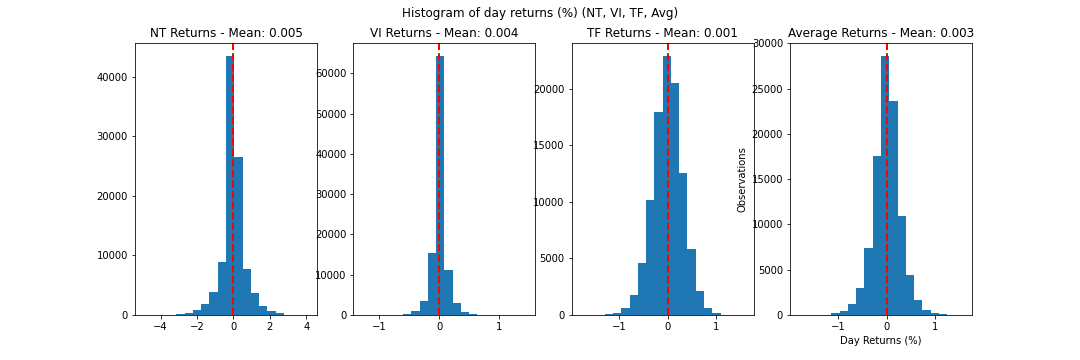 Histogram of day returns (%) (NT, VI, TF, Avg)
NT Returns - Mean: 0.005
40000
30000
20000
10000
0
−4 −2 0 2 4
VI Returns - Mean: 0.004
60000
50000
40000
30000
20000
10000
0
−1 0 1
TF Returns - Mean: 0.001
20000
15000
10000
5000
0
−1 0 1
Average Returns - Mean: 0.003
Observations
30000
25000
20000
15000
10000
5000
0
−1 0 1
Day Returns (%)